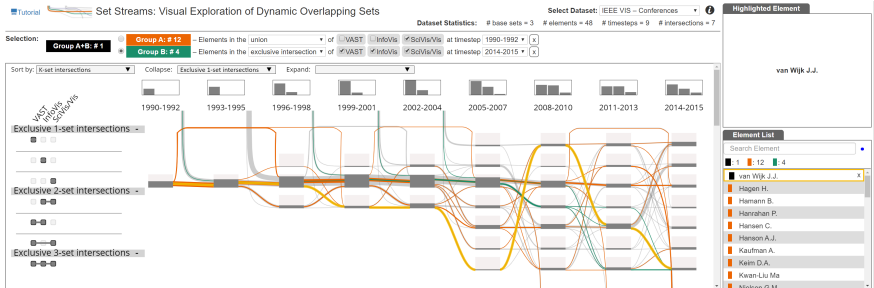 Tutorial
Set Streams: Visual Exploration of Dynamic Overlapping Sets
Select Dataset: IEEE VIS – Conferences
Dataset Statistics: # base sets = 3 # elements = 48 # timesteps = 9 # intersections = 7
Selection:
Group A+B: # 1
Group A: # 12 – Elements in the union of VAST InfoVis SciVis/Vis at timestep 1990-1992 x
Group B: # 4 – Elements in the exclusive intersection of VAST InfoVis SciVis/Vis at timestep 2014-2015 x
Sort by: K-set intersections Collapse: Exclusive 1-set intersections Expand:
1990-1992 1993-1995 1996-1998 1999-2001 2002-2004 2005-2007 2008-2010 2011-2013 2014-2015
VAST
InfoVis
SciVis/Vis
Exclusive 1-set intersections -
Exclusive 2-set intersections -
Exclusive 3-set intersections -
Highlighted Element
van Wijk J.J.
Element List
Search Element
: 1 : 12 : 4
van Wijk J.J. x
Hagen H.
Hamann B.
Hanrahan P.
Hansen C.
Hanson A.J.
Kaufman A.
Keim D.A.
Kwan-Liu Ma
Nielson G.M.